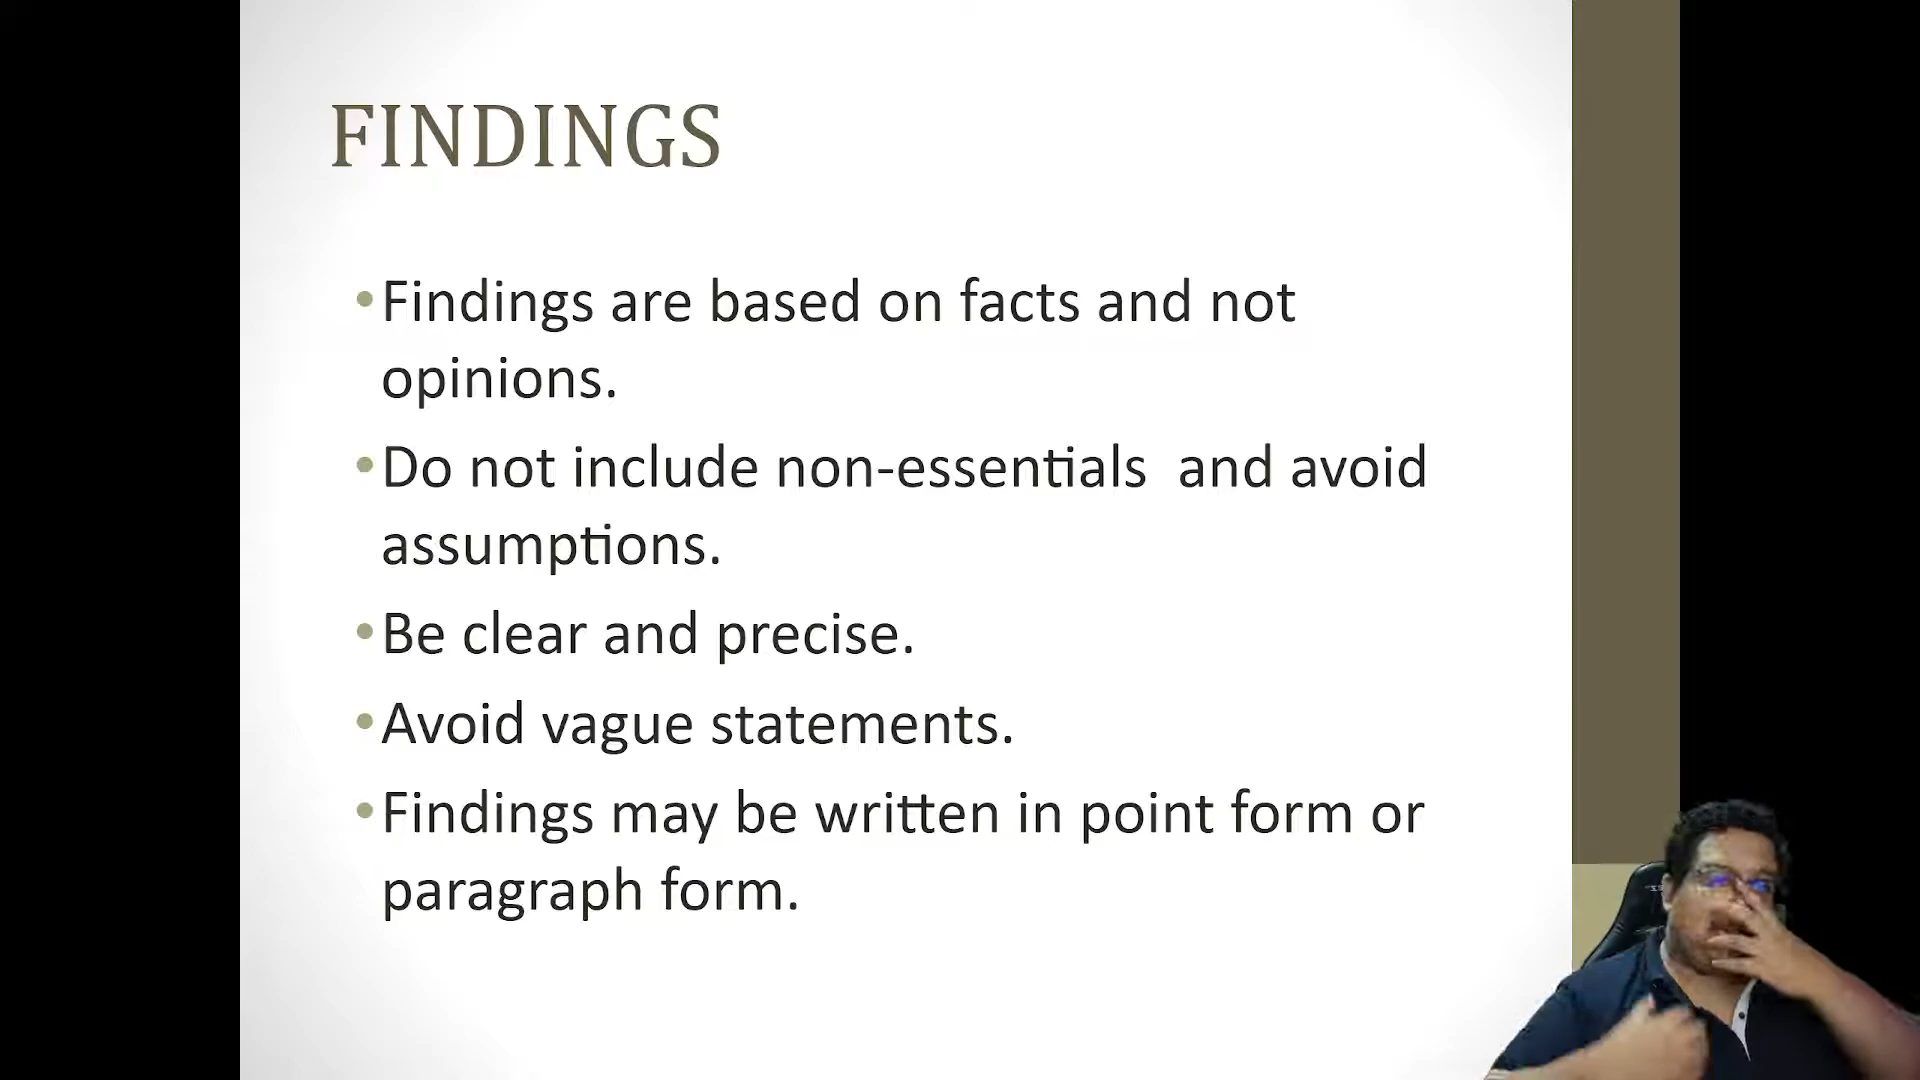 FINDINGS
•Findings are based on facts and not
opinions.
•Do not include non-essentials  and avoid
assumptions.
•Be clear and precise.
•Avoid vague statements.
•Findings may be written in point form or
paragraph form.